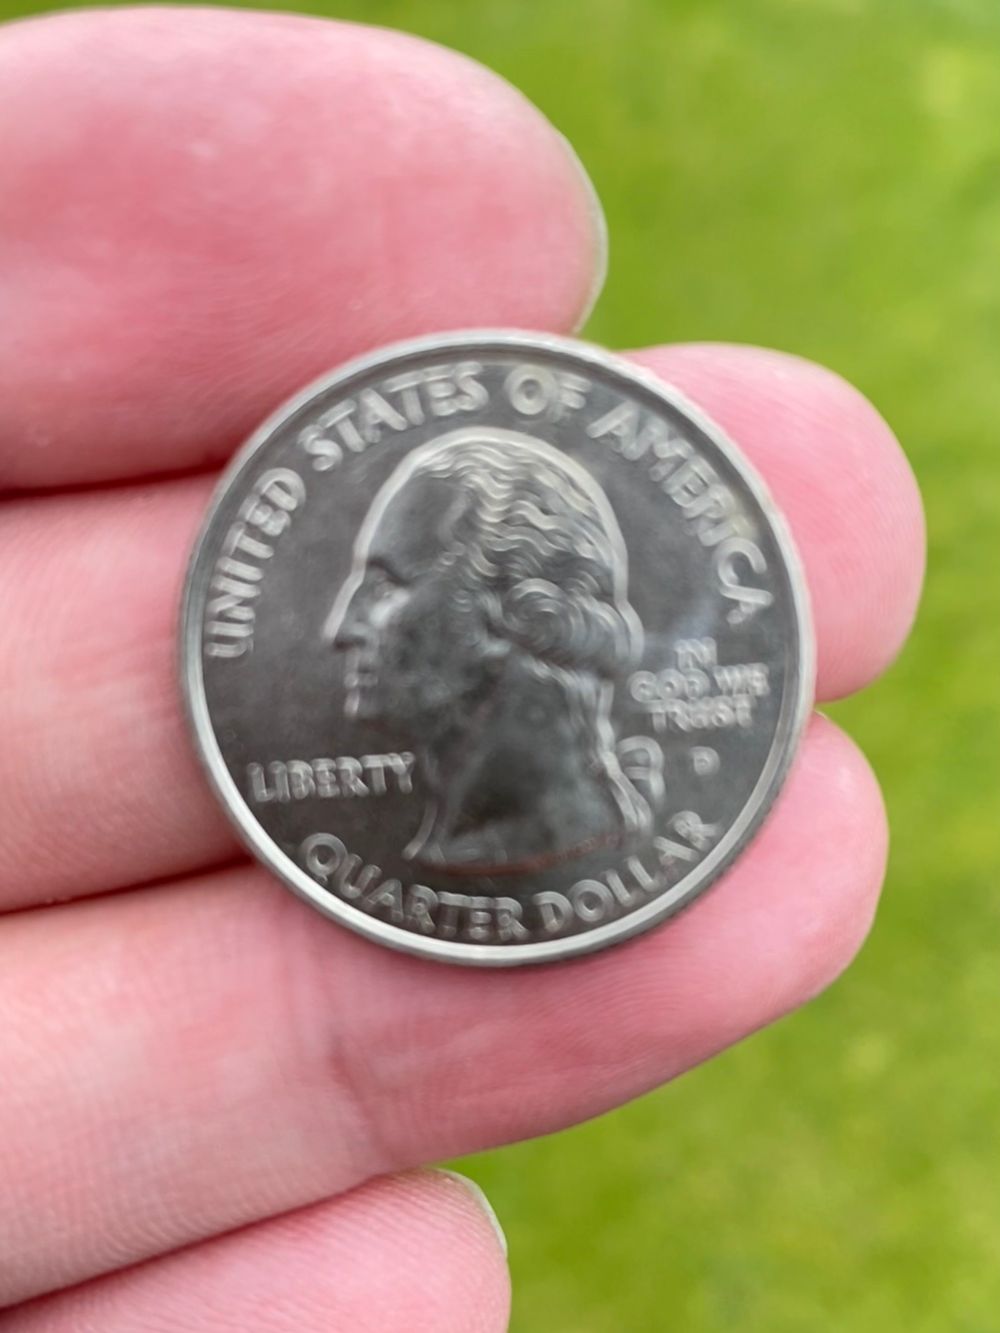 UNITED STATES OF AMERICA
IN
GOD WE
TRUST
LIBERTY
D
QUARTER DOLLAR